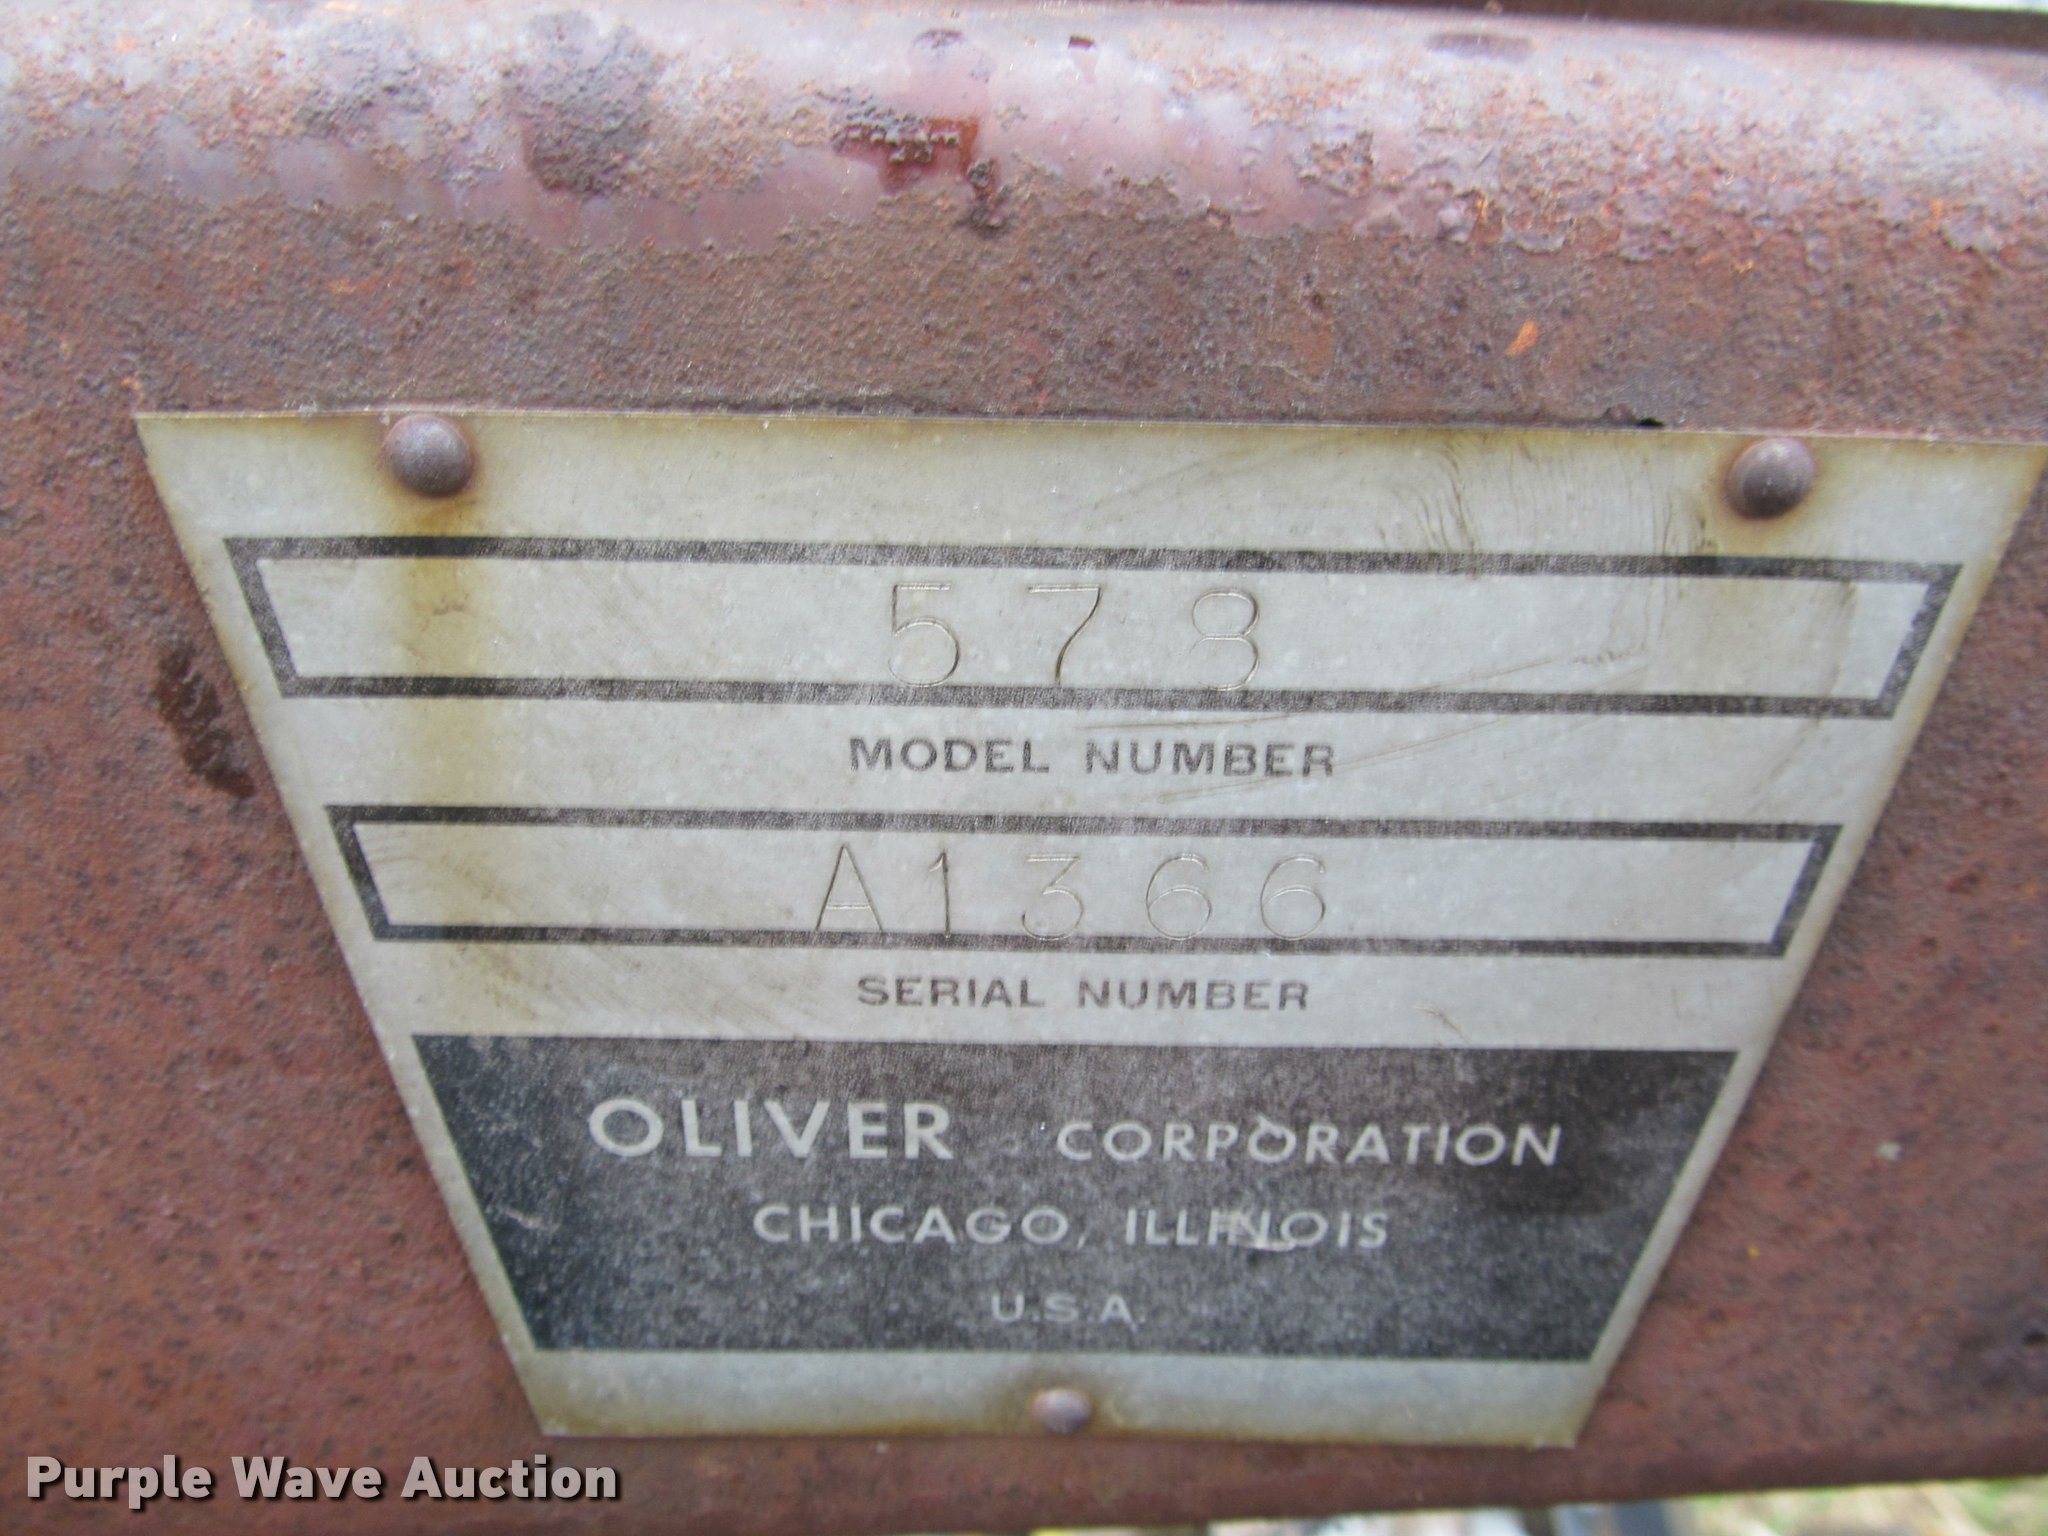 578
MODEL NUMBER
A1366
SERIAL NUMBER
OLIVER CORPORATION
CHICAGO, ILLINOIS
U.S.A.
Purple Wave Auction